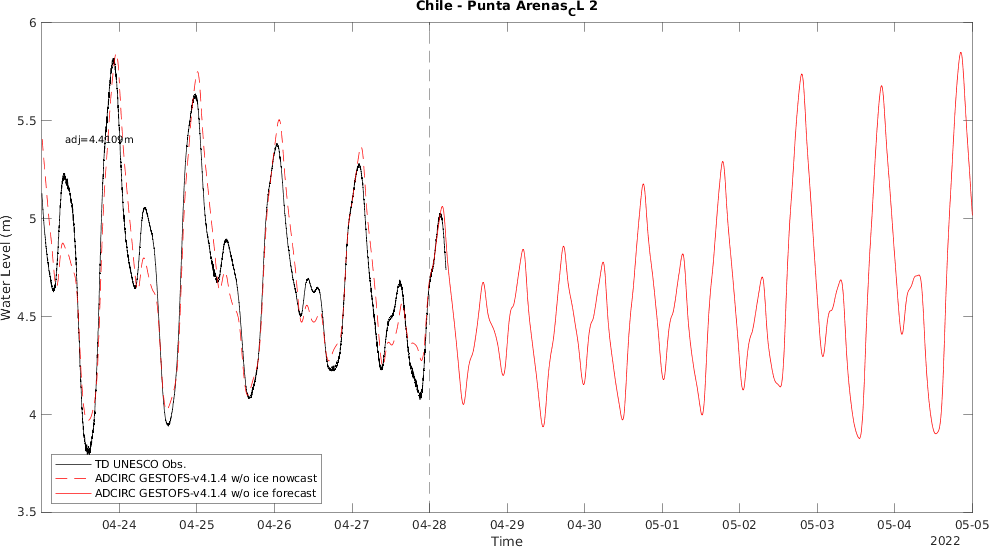 Chile - Punta Arenas_CL 2
6
5.5
5
4.5
4
3.5
Water Level (m)
adj=4.4109m
TD UNESCO Obs.
ADCIRC GESTOFS-v4.1.4 w/o ice nowcast
ADCIRC GESTOFS-v4.1.4 w/o ice forecast
04-24 04-25 04-26 04-27 04-28 04-29 04-30 05-01 05-02 05-03 05-04 05-05
Time
2022